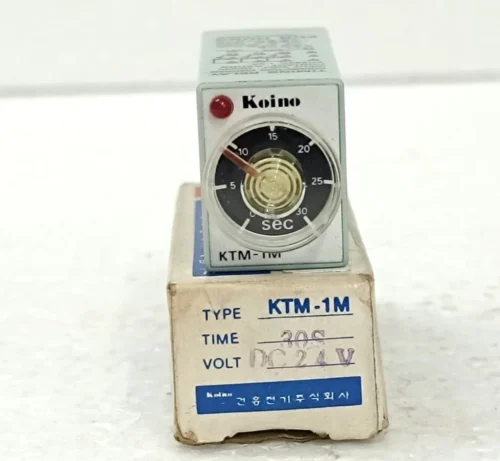 Koino
15
10 20
5 25
0 30
sec
KTM-1M
TYPE KTM-1M
TIME 30S
VOLT DC24V
Koino 건흥전기주식회사